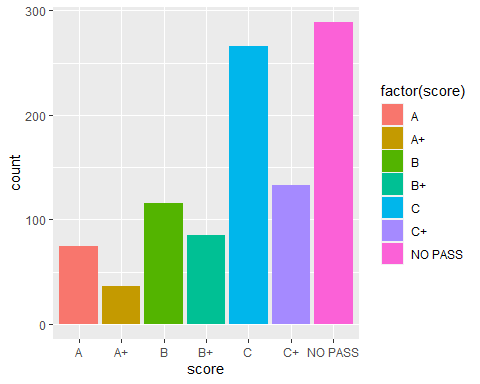 300
200
100
0
count
A A+ B B+ C C+ NO PASS
score
factor(score)
A
A+
B
B+
C
C+
NO PASS